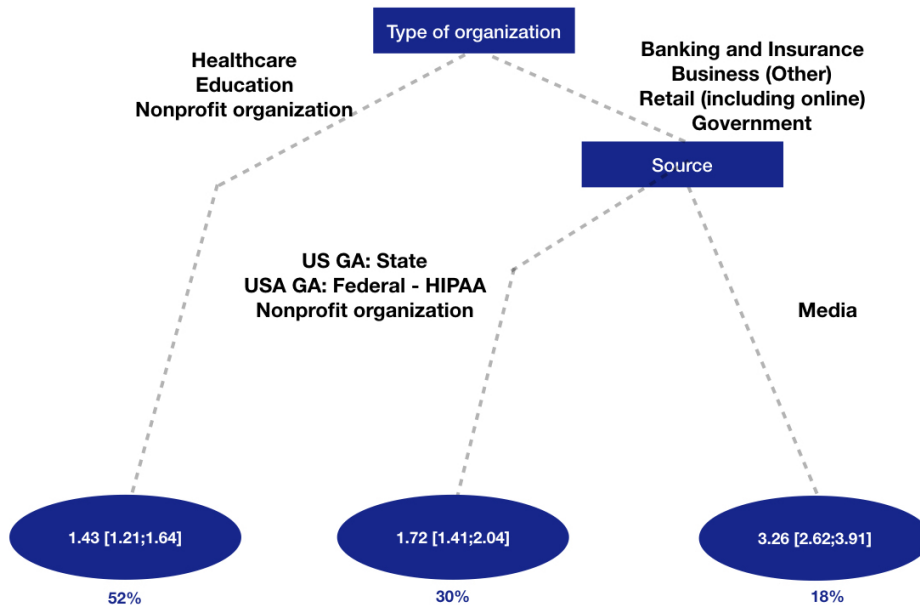 Type of organization
Healthcare
Education
Nonprofit organization
Banking and Insurance
Business (Other)
Retail (including online)
Government
Source
US GA: State
USA GA: Federal - HIPAA
Nonprofit organization
Media
1.43 [1.21;1.64]
1.72 [1.41;2.04]
3.26 [2.62;3.91]
52%
30%
18%